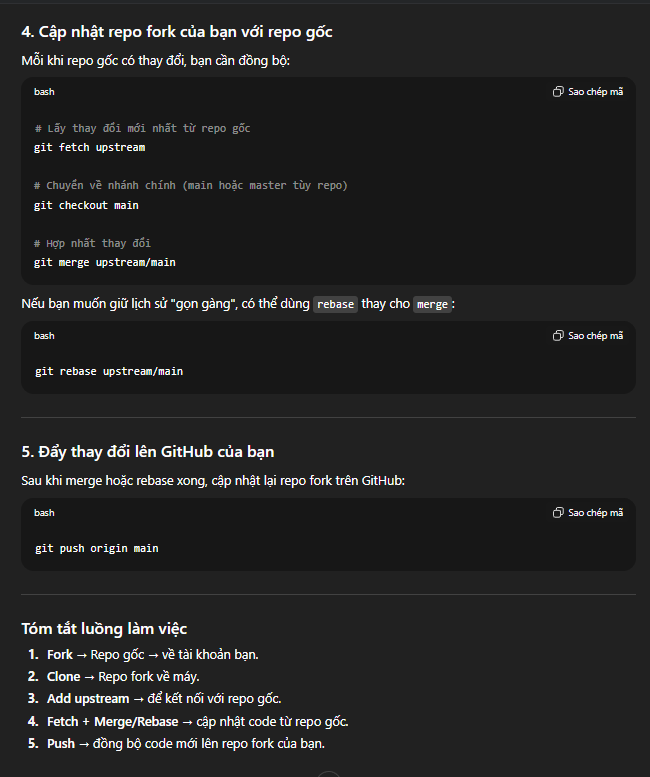 4. Cập nhật repo fork của bạn với repo gốc
Mỗi khi repo gốc có thay đổi, bạn cần đồng bộ:
bash
Sao chép mã
# Lấy thay đổi mới nhất từ repo gốc
git fetch upstream
# Chuyển về nhánh chính (main hoặc master tùy repo)
git checkout main
# Hợp nhất thay đổi
git merge upstream/main
Nếu bạn muốn giữ lịch sử "gọn gàng", có thể dùng rebase thay cho merge:
bash
Sao chép mã
git rebase upstream/main
5. Đẩy thay đổi lên GitHub của bạn
Sau khi merge hoặc rebase xong, cập nhật lại repo fork trên GitHub:
bash
Sao chép mã
git push origin main
Tóm tắt luồng làm việc
1. Fork → Repo gốc → về tài khoản bạn.
2. Clone → Repo fork về máy.
3. Add upstream → để kết nối với repo gốc.
4. Fetch + Merge/Rebase → cập nhật code từ repo gốc.
5. Push → đồng bộ code mới lên repo fork của bạn.